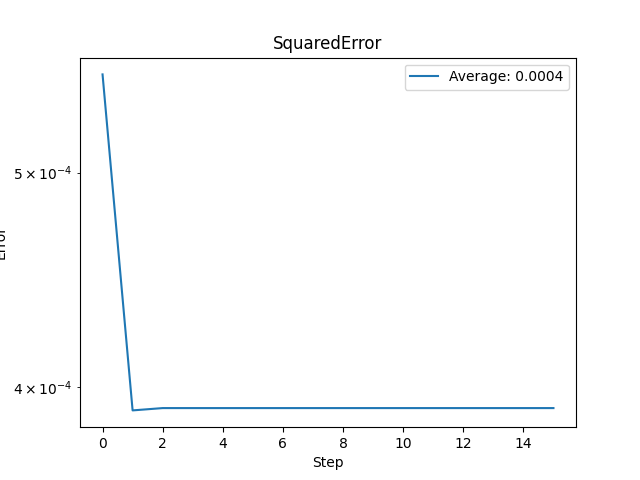 SquaredError
Average: 0.0004
5 × 10⁻⁴
4 × 10⁻⁴
Error
0 2 4 6 8 10 12 14
Step